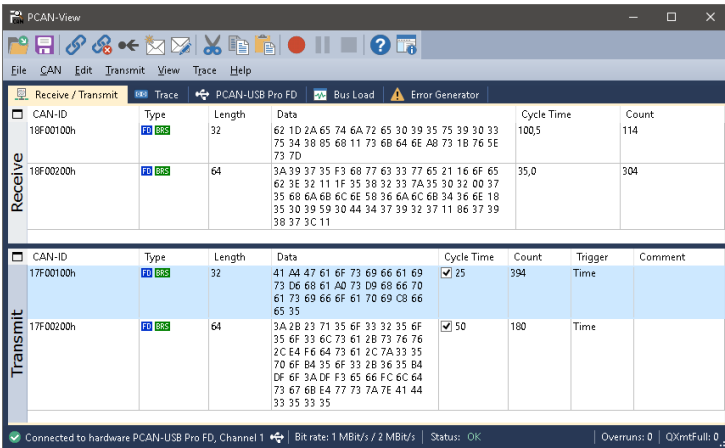 PCAN-View
File CAN Edit Transmit View Trace Help
Receive / Transmit Trace PCAN-USB Pro FD Bus Load Error Generator
CAN-ID Type Length Data Cycle Time Count
18F00100h FD BRS 32 62 1D 2A 65 74 6A 72 65 30 39 35 75 39 30 33 100,5 114
75 34 38 85 68 11 73 6B 64 6E A8 73 1B 76 5E
73 7D
18F00200h FD BRS 64 3A 39 37 35 F3 68 77 63 33 77 65 21 16 6F 65 35,0 304
62 3E 32 11 1F 35 38 32 33 7A 35 30 32 00 37
35 68 6A 6B 6C 6E 58 36 6A 6C 6B 34 36 6E 18
35 30 39 59 30 44 34 37 39 32 37 11 86 37 39
38 37 3C 11
Receive
CAN-ID Type Length Data Cycle Time Count Trigger Comment
17F00100h FD BRS 32 41 A4 47 61 6F 73 69 66 61 69 25 394 Time
73 D6 68 61 A0 73 D9 68 66 70
61 73 69 66 6F 61 70 69 C8 66
65 35
17F00200h FD BRS 64 3A 2B 23 71 35 6F 33 32 35 6F 50 180 Time
35 6F 33 6C 73 61 2B 73 76 76
2C E4 F6 64 73 61 2C 7A 33 35
70 6F B4 35 6F 33 2B 36 35 B4
DF 6F 3A DF F3 65 66 FC 6C 64
73 67 6B E4 77 73 7A 7E 41 44
33 35 33 35
Transmit
Connected to hardware PCAN-USB Pro FD, Channel 1 Bit rate: 1 MBit/s / 2 MBit/s Status: OK Overruns: 0 QXmtFull: 0